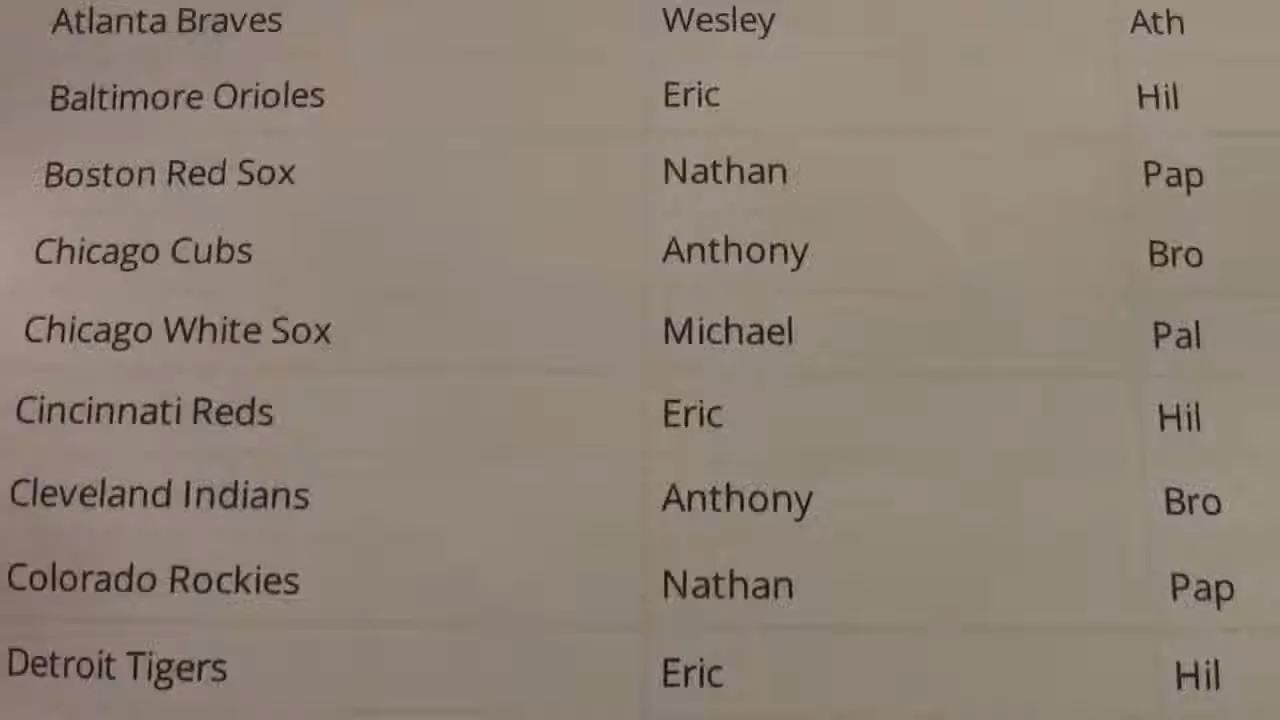 Atlanta Braves Wesley Ath
Baltimore Orioles Eric Hil
Boston Red Sox Nathan Pap
Chicago Cubs Anthony Bro
Chicago White Sox Michael Pal
Cincinnati Reds Eric Hil
Cleveland Indians Anthony Bro
Colorado Rockies Nathan Pap
Detroit Tigers Eric Hil